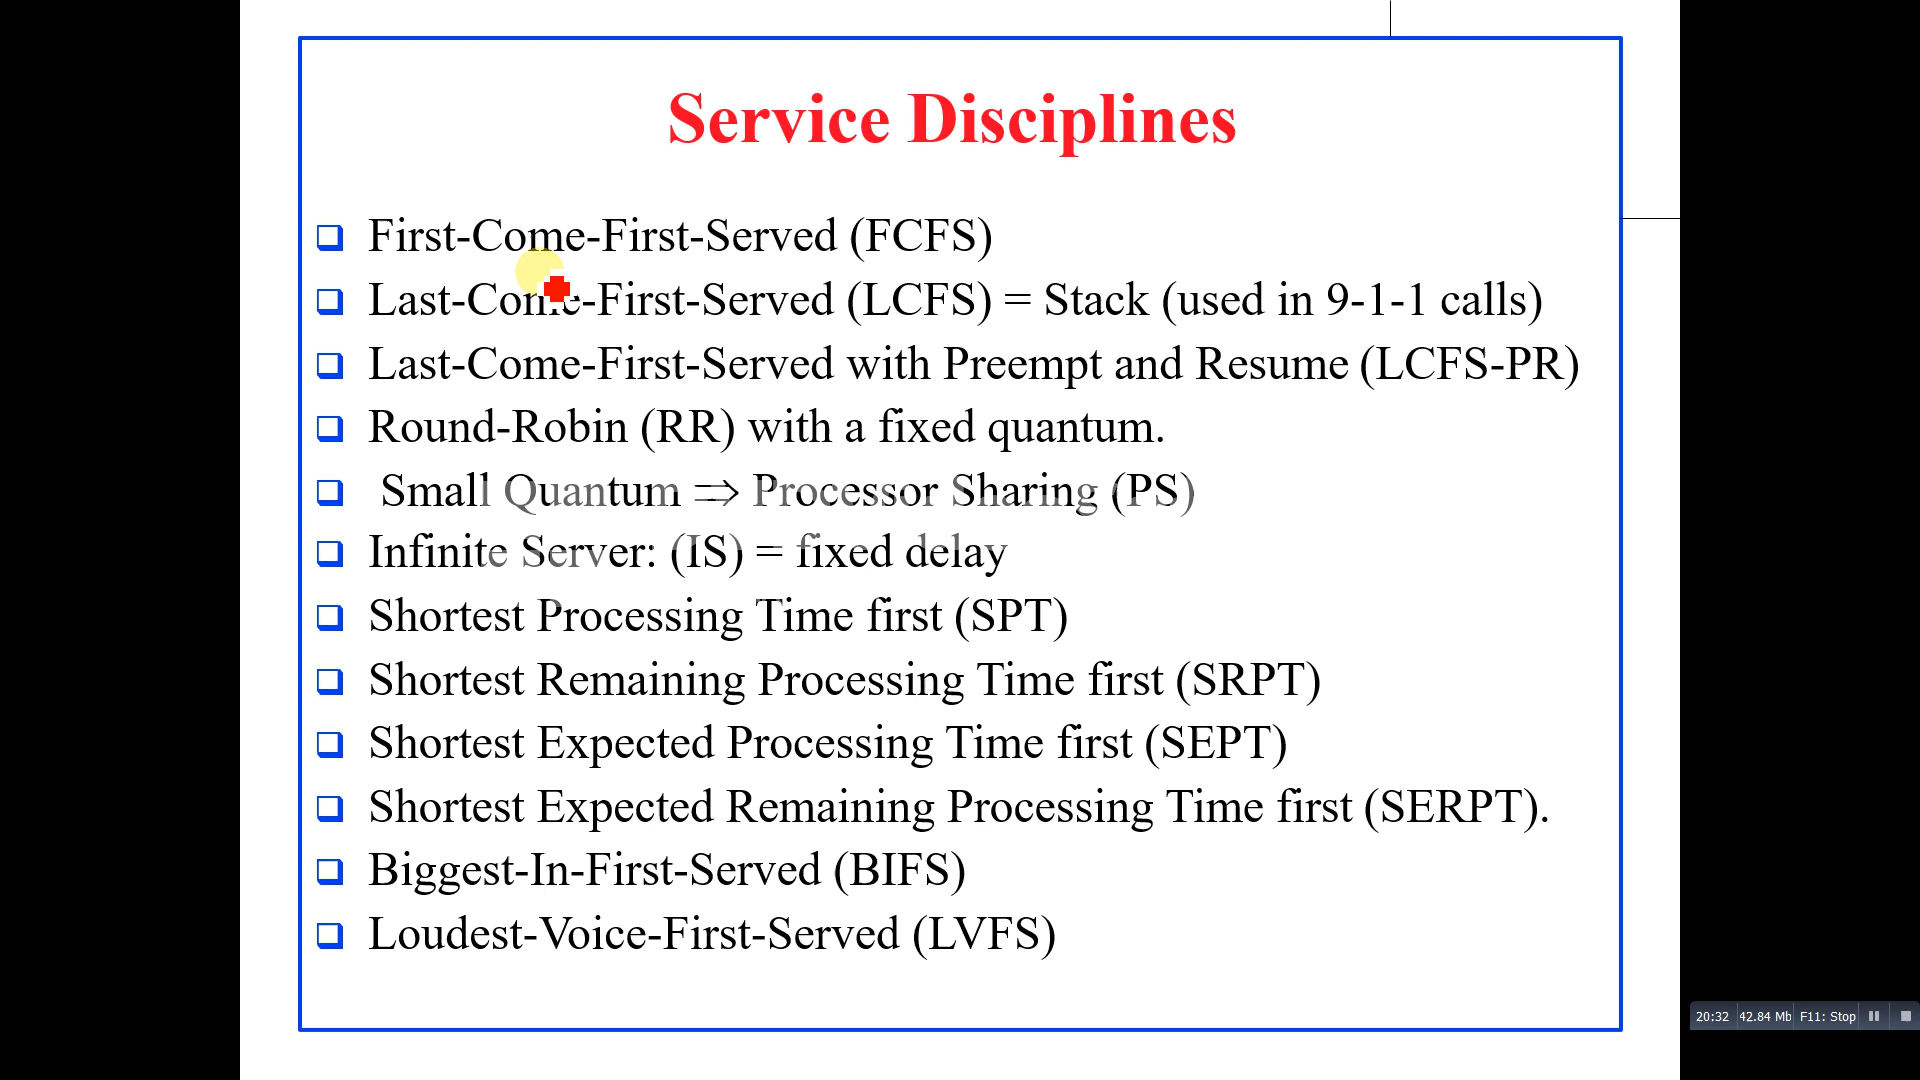 Service Disciplines
First-Come-First-Served (FCFS)
Last-Come-First-Served (LCFS) = Stack (used in 9-1-1 calls)
Last-Come-First-Served with Preempt and Resume (LCFS-PR)
Round-Robin (RR) with a fixed quantum.
Small Quantum ⇒ Processor Sharing (PS)
Infinite Server: (IS) = fixed delay
Shortest Processing Time first (SPT)
Shortest Remaining Processing Time first (SRPT)
Shortest Expected Processing Time first (SEPT)
Shortest Expected Remaining Processing Time first (SERPT).
Biggest-In-First-Served (BIFS)
Loudest-Voice-First-Served (LVFS)
20:32 42.84 Mb F11: Stop